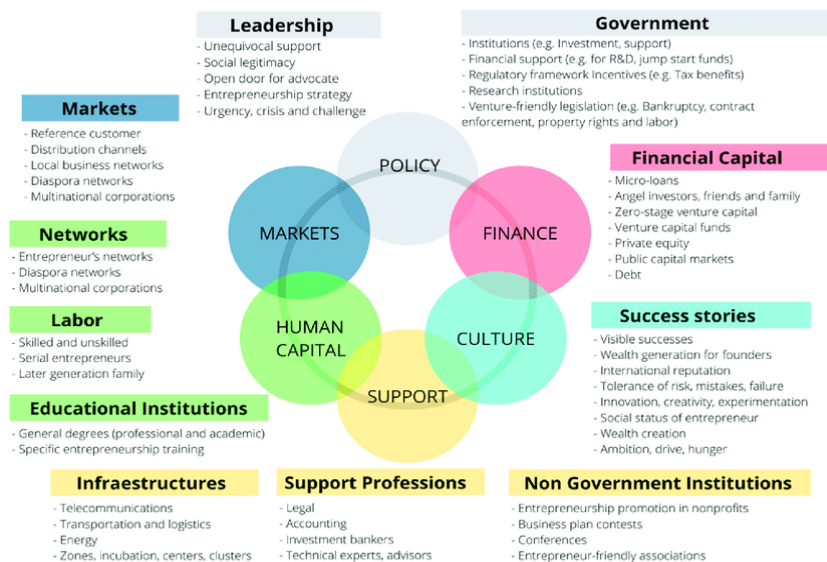 Leadership
- Unequivocal support
- Social legitimacy
- Open door for advocate
- Entrepreneurship strategy
- Urgency, crisis and challenge
Government
- Institutions (e.g. Investment, support)
- Financial support (e.g. for R&D, jump start funds)
- Regulatory framework Incentives (e.g. Tax benefits)
- Research institutions
- Venture-friendly legislation (e.g. Bankruptcy, contract
enforcement, property rights and labor)
Markets
- Reference customer
- Distribution channels
- Local business networks
- Diaspora networks
- Multinational corporations
POLICY
MARKETS
FINANCE
HUMAN
CAPITAL
CULTURE
SUPPORT
Financial Capital
- Micro-loans
- Angel investors, friends and family
- Zero-stage venture capital
- Venture capital funds
- Private equity
- Public capital markets
- Debt
Networks
- Entrepreneur's networks
- Diaspora networks
- Multinational corporations
Labor
- Skilled and unskilled
- Serial entrepreneurs
- Later generation family
Success stories
- Visible successes
- Wealth generation for founders
- International reputation
- Tolerance of risk, mistakes, failure
- Innovation, creativity, experimentation
- Social status of entrepreneur
- Wealth creation
- Ambition, drive, hunger
Educational Institutions
- General degrees (professional and academic)
- Specific entrepreneurship training
Infraestructures
- Telecommunications
- Transportation and logistics
- Energy
- Zones, incubation, centers, clusters
Support Professions
- Legal
- Accounting
- Investment bankers
- Technical experts, advisors
Non Government Institutions
- Entrepreneurship promotion in nonprofits
- Business plan contests
- Conferences
- Entrepreneur-friendly associations